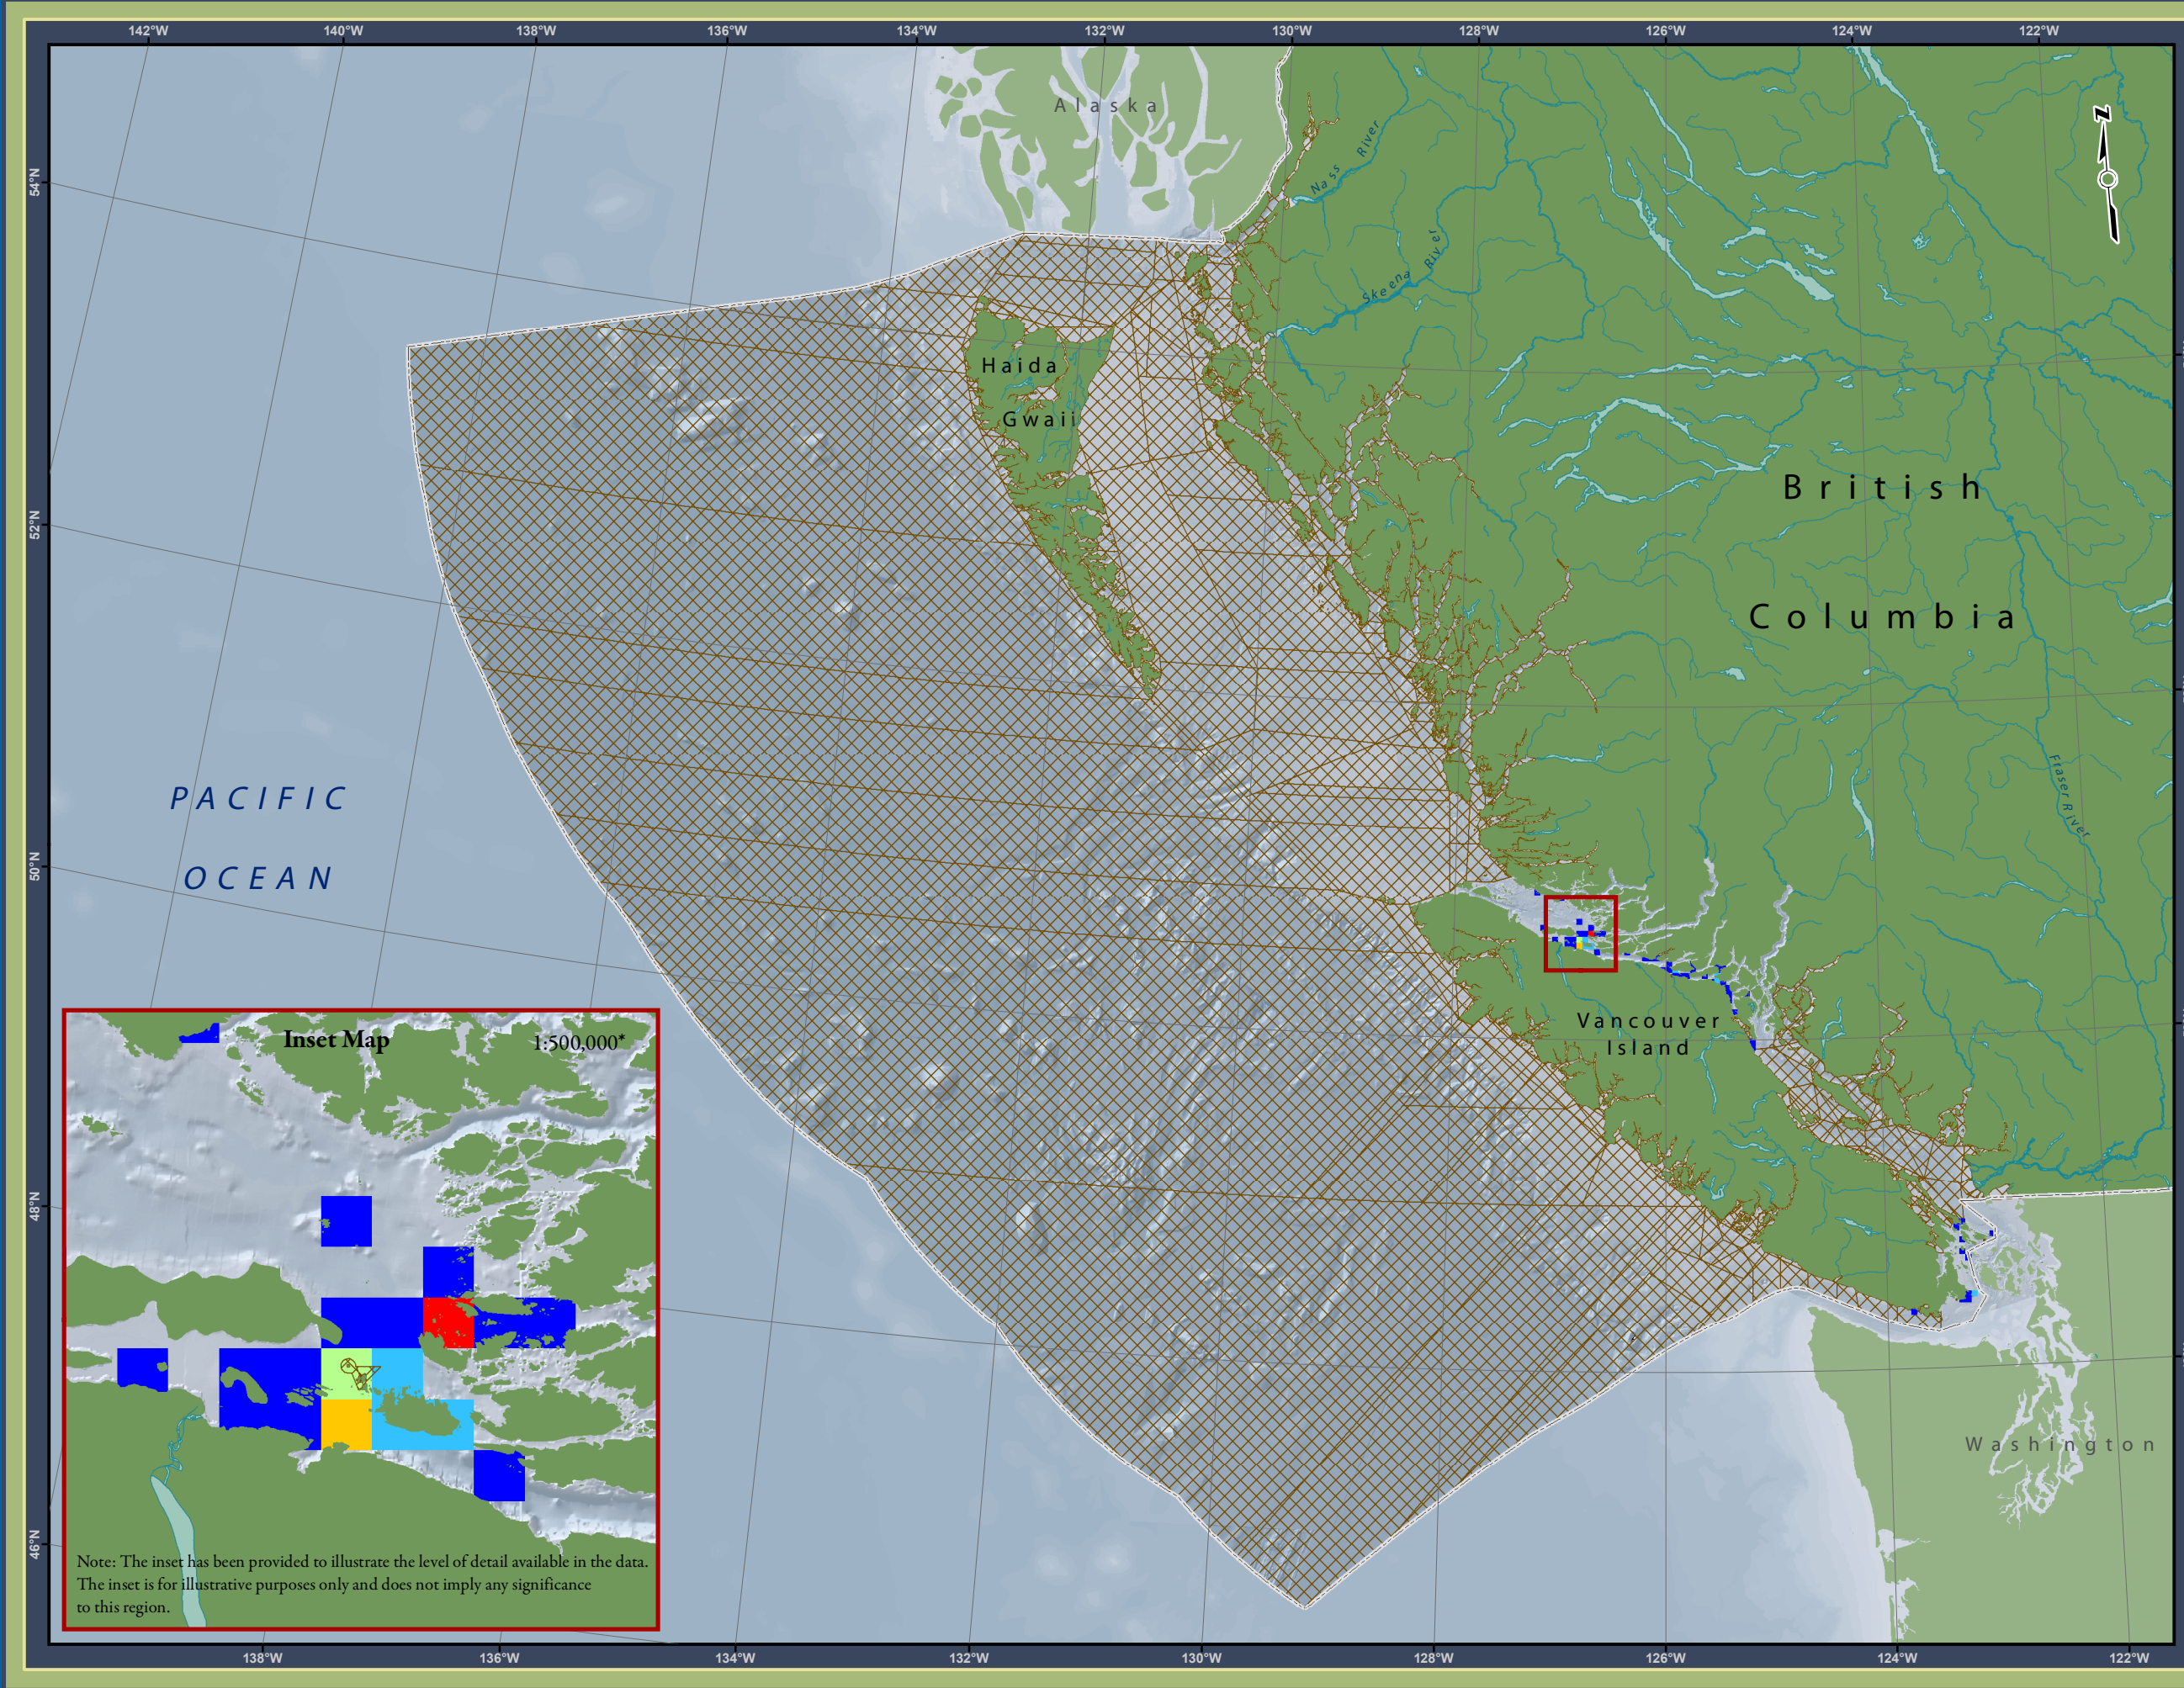 142°W 140°W 138°W 136°W 134°W 132°W 130°W 128°W 126°W 124°W 122°W
Alaska
N
Nass River
54°N
Skeena River
Haida
Gwaii
British
52°N
Columbia
PACIFIC
Fraser River
OCEAN
50°N
Vancouver
Island
Inset Map 1:500,000*
48°N
Washington
46°N
Note: The inset has been provided to illustrate the level of detail available in the data.
The inset is for illustrative purposes only and does not imply any significance
to this region.
138°W 136°W 134°W 132°W 130°W 128°W 126°W 124°W 122°W